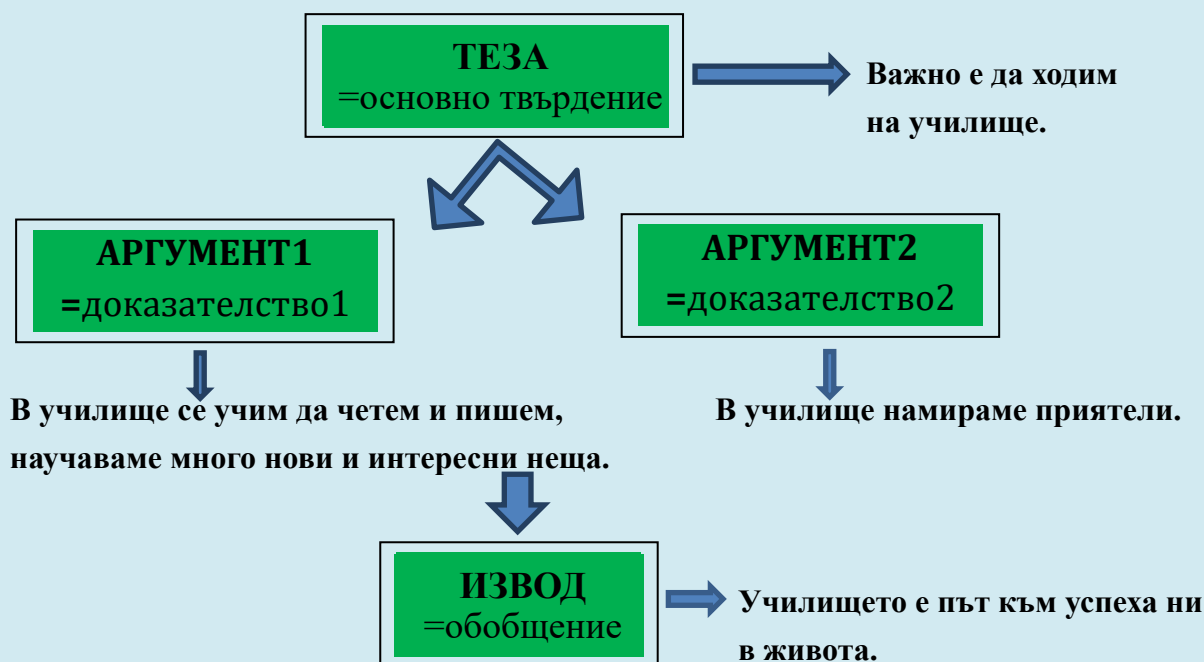 ТЕЗА
=основно твърдение
Важно е да ходим
на училище.
АРГУМЕНТ1
=доказателство1
АРГУМЕНТ2
=доказателство2
В училище се учим да четем и пишем,
научаваме много нови и интересни неща.
В училище намираме приятели.
ИЗВОД
=обобщение
Училището е път към успеха ни
в живота.